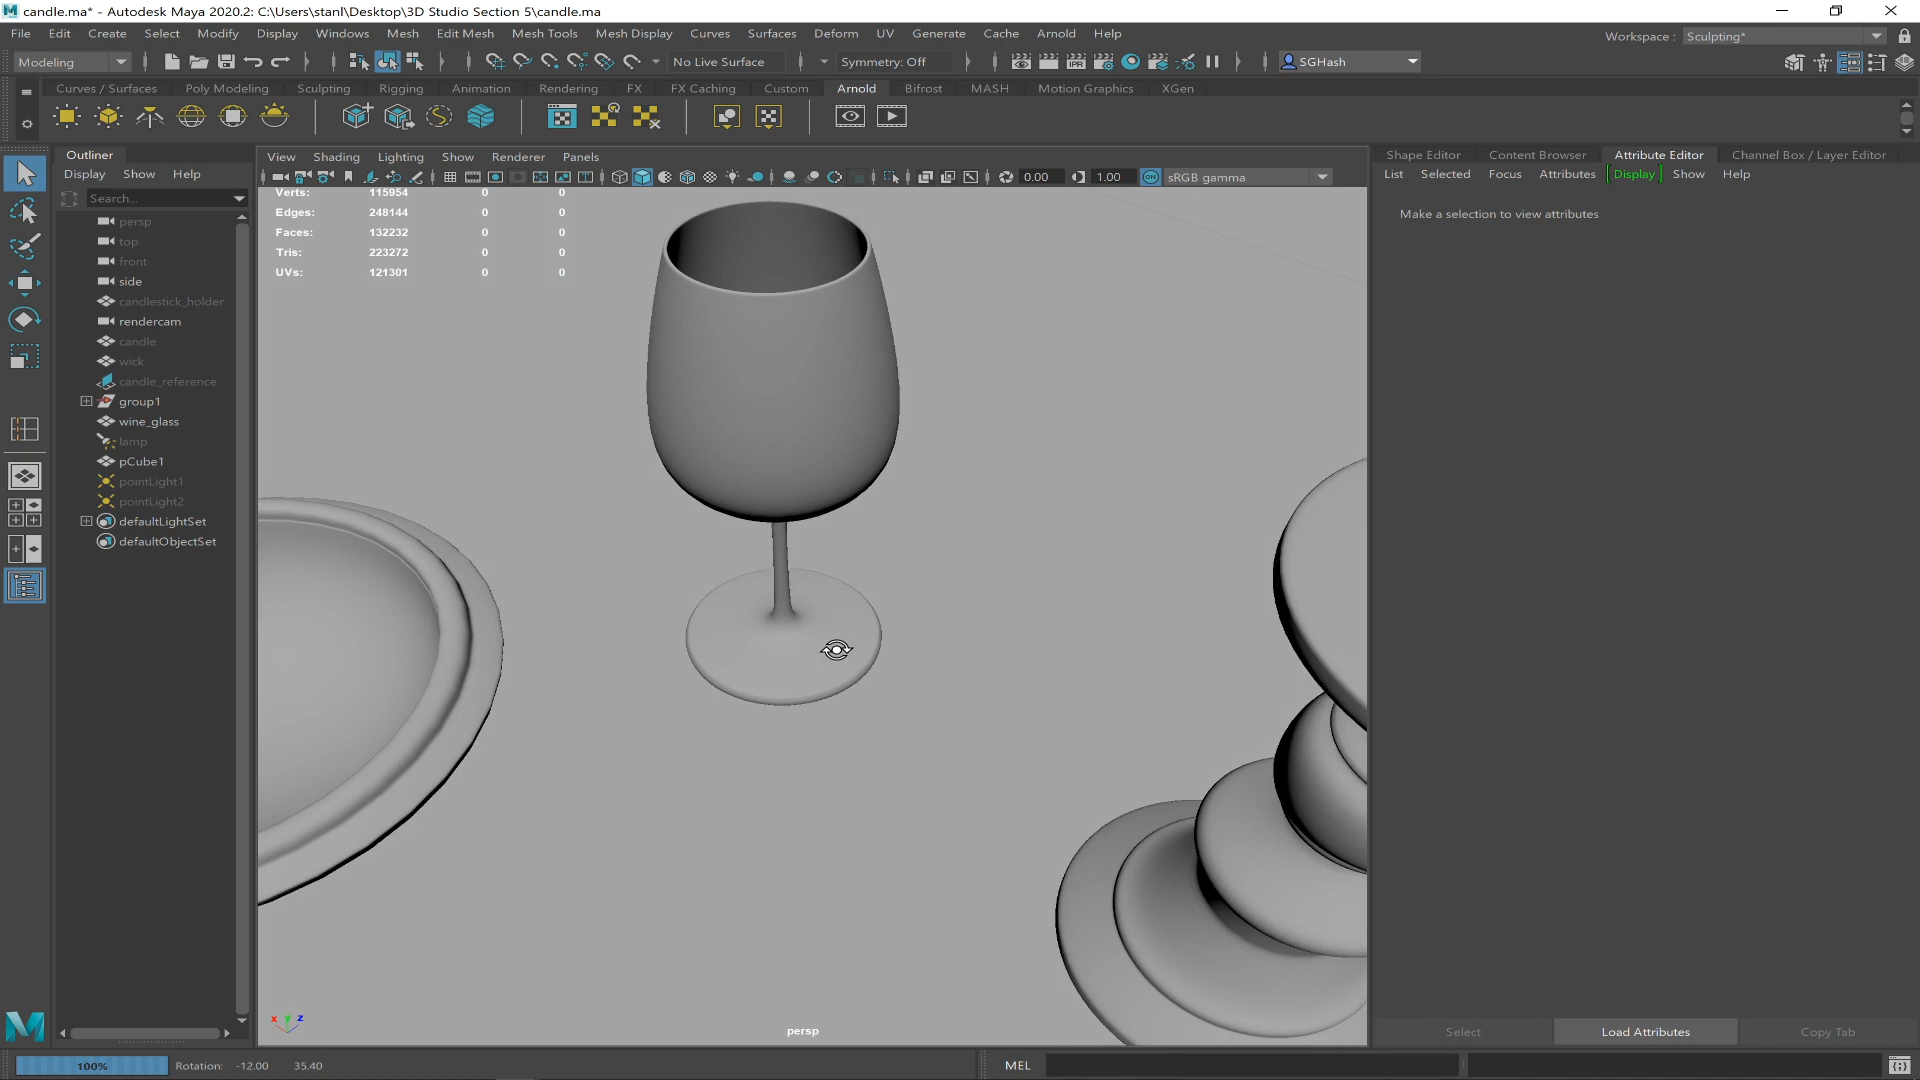 candle.ma* - Autodesk Maya 2020.2: C:\Users\stanl\Desktop\3D Studio Section 5\candle.ma
File Edit Create Select Modify Display Windows Mesh Edit Mesh Mesh Tools Mesh Display Curves Surfaces Deform UV Generate Cache Arnold Help
Workspace : Sculpting*
Modeling No Live Surface Symmetry: Off SGHash
Curves / Surfaces Poly Modeling Sculpting Rigging Animation Rendering FX FX Caching Custom Arnold Bifrost MASH Motion Graphics XGen
IPR
Outliner
Display Show Help
Search...
persp
top
front
side
candlestick_holder
rendercam
candle
wick
candle_reference
group1
wine_glass
lamp
pCube1
pointLight1
pointLight2
defaultLightSet
defaultObjectSet
View Shading Lighting Show Renderer Panels
0.00 1.00 ON sRGB gamma
Verts: 115954 0 0
Edges: 248144 0 0
Faces: 132232 0 0
Tris: 223272 0 0
UVs: 121301 0 0
x y z
persp
Shape Editor Content Browser Attribute Editor Channel Box / Layer Editor
List Selected Focus Attributes Display Show Help
Make a selection to view attributes
Select Load Attributes Copy Tab
100% Rotation: -12.00 35.40 MEL